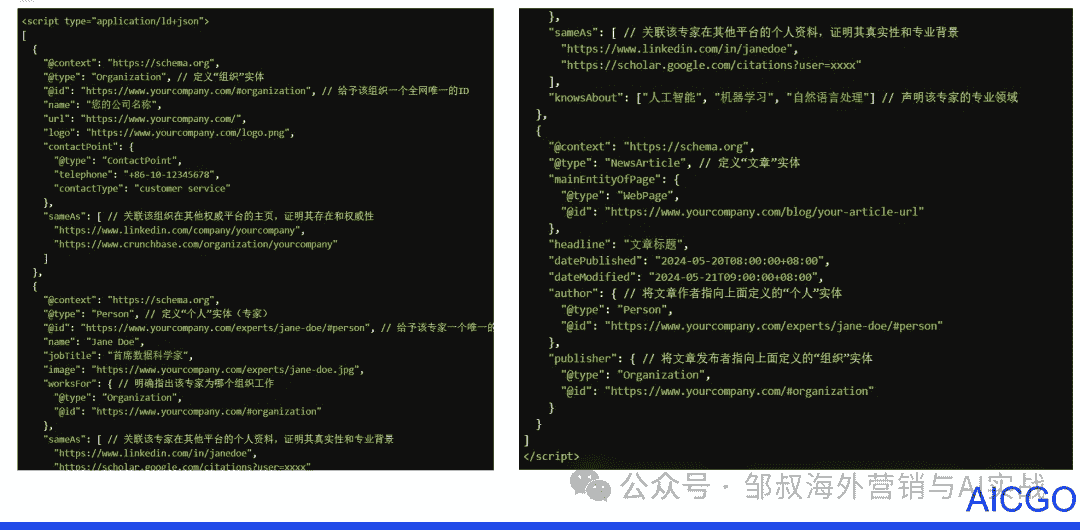 <script type="application/ld+json">
[
{
"@context": "https://schema.org",
"@type": "Organization", // 定义“组织”实体
"@id": "https://www.yourcompany.com/#organization", // 给予该组织一个全网唯一的ID
"name": "您的公司名称",
"url": "https://www.yourcompany.com/",
"logo": "https://www.yourcompany.com/logo.png",
"contactPoint": {
"@type": "ContactPoint",
"telephone": "+86-10-12345678",
"contactType": "customer service"
},
"sameAs": [ // 关联该组织在其他权威平台的主页，证明其存在和权威性
"https://www.linkedin.com/company/yourcompany",
"https://www.crunchbase.com/organization/yourcompany"
]
},
{
"@context": "https://schema.org",
"@type": "Person", // 定义“个人”实体（专家）
"@id": "https://www.yourcompany.com/experts/jane-doe/#person", // 给予该专家一个唯一的
"name": "Jane Doe",
"jobTitle": "首席数据科学家",
"image": "https://www.yourcompany.com/experts/jane-doe.jpg",
"worksFor": { // 明确指出该专家为哪个组织工作
"@type": "Organization",
"@id": "https://www.yourcompany.com/#organization"
},
"sameAs": [ // 关联该专家在其他平台的个人资料，证明其真实性和专业背景
"https://www.linkedin.com/in/janedoe",
"https://scholar.google.com/citations?user=xxxx"
},
"sameAs": [ // 关联该专家在其他平台的个人资料，证明其真实性和专业背景
"https://www.linkedin.com/in/janedoe",
"https://scholar.google.com/citations?user=xxxx"
],
"knowsAbout": ["人工智能", "机器学习", "自然语言处理"] // 声明该专家的专业领域
},
{
"@context": "https://schema.org",
"@type": "NewsArticle", // 定义“文章”实体
"mainEntityOfPage": {
"@type": "WebPage",
"@id": "https://www.yourcompany.com/blog/your-article-url"
},
"headline": "文章标题",
"datePublished": "2024-05-20T08:00:00+08:00",
"dateModified": "2024-05-21T09:00:00+08:00",
"author": { // 将文章作者指向上面定义的“个人”实体
"@type": "Person",
"@id": "https://www.yourcompany.com/experts/jane-doe/#person"
},
"publisher": { // 将文章发布者指向上面定义的“组织”实体
"@type": "Organization",
"@id": "https://www.yourcompany.com/#organization"
}
}
]
</script>
公众号 · 邹叔海外营销与AI实战
AICGO